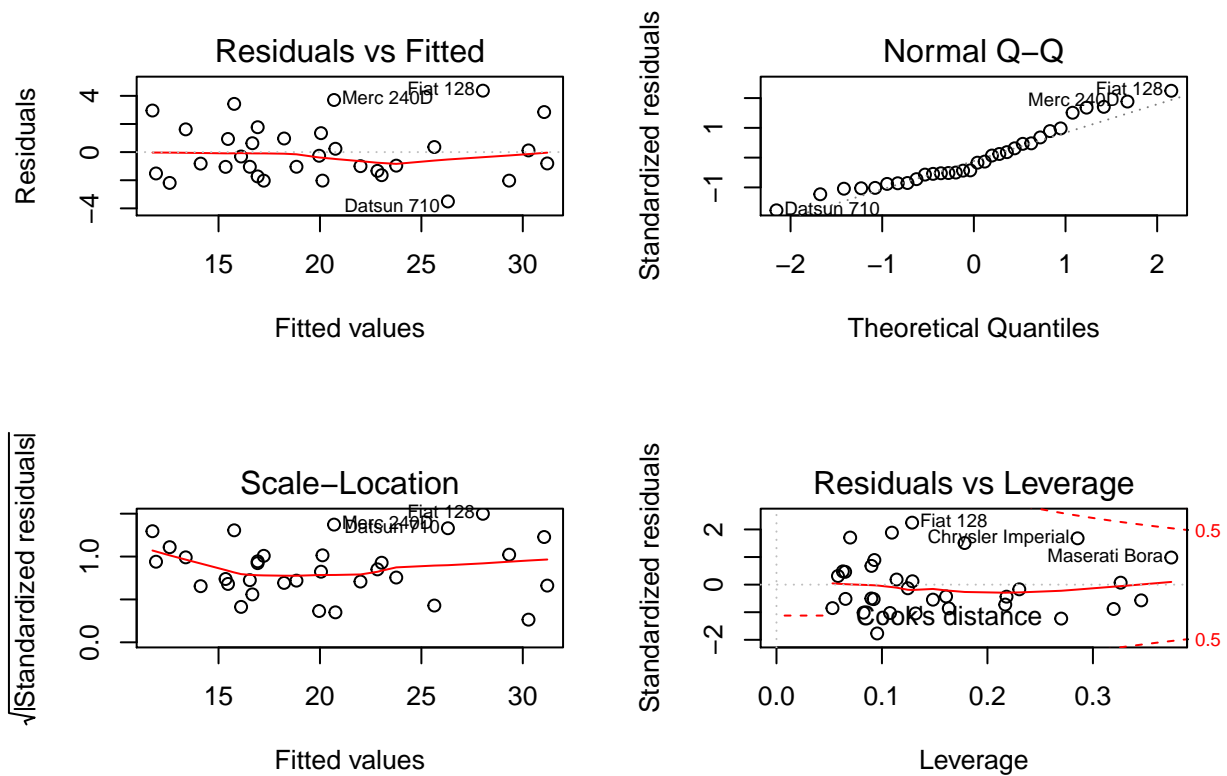 Residuals vs Fitted
Residuals
4
0
−4
Fiat 128
Merc 240D
Datsun 710
15 20 25 30
Fitted values
Normal Q−Q
Standardized residuals
1
−1
Fiat 128
Merc 240D
Datsun 710
−2 −1 0 1 2
Theoretical Quantiles
Scale−Location
√|Standardized residuals|
1.0
0.0
Fiat 128
Merc 240D
Datsun 710
15 20 25 30
Fitted values
Residuals vs Leverage
Standardized residuals
2
0
−2
Fiat 128
Chrysler Imperial
Maserati Bora
Cook's distance
0.5
0.5
0.0 0.1 0.2 0.3
Leverage